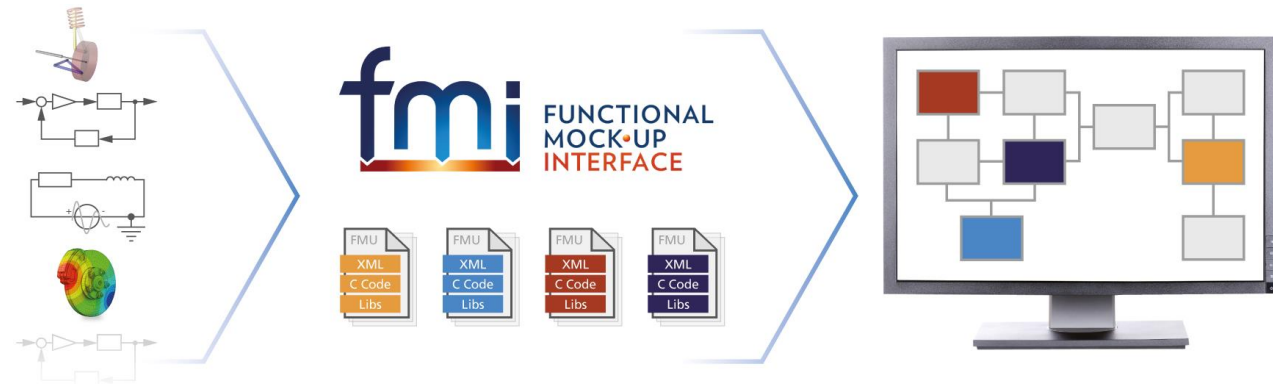 fmi
FUNCTIONAL
MOCK-UP
INTERFACE
FMU
XML
C Code
Libs
FMU
XML
C Code
Libs
FMU
XML
C Code
Libs
FMU
XML
C Code
Libs
+ -